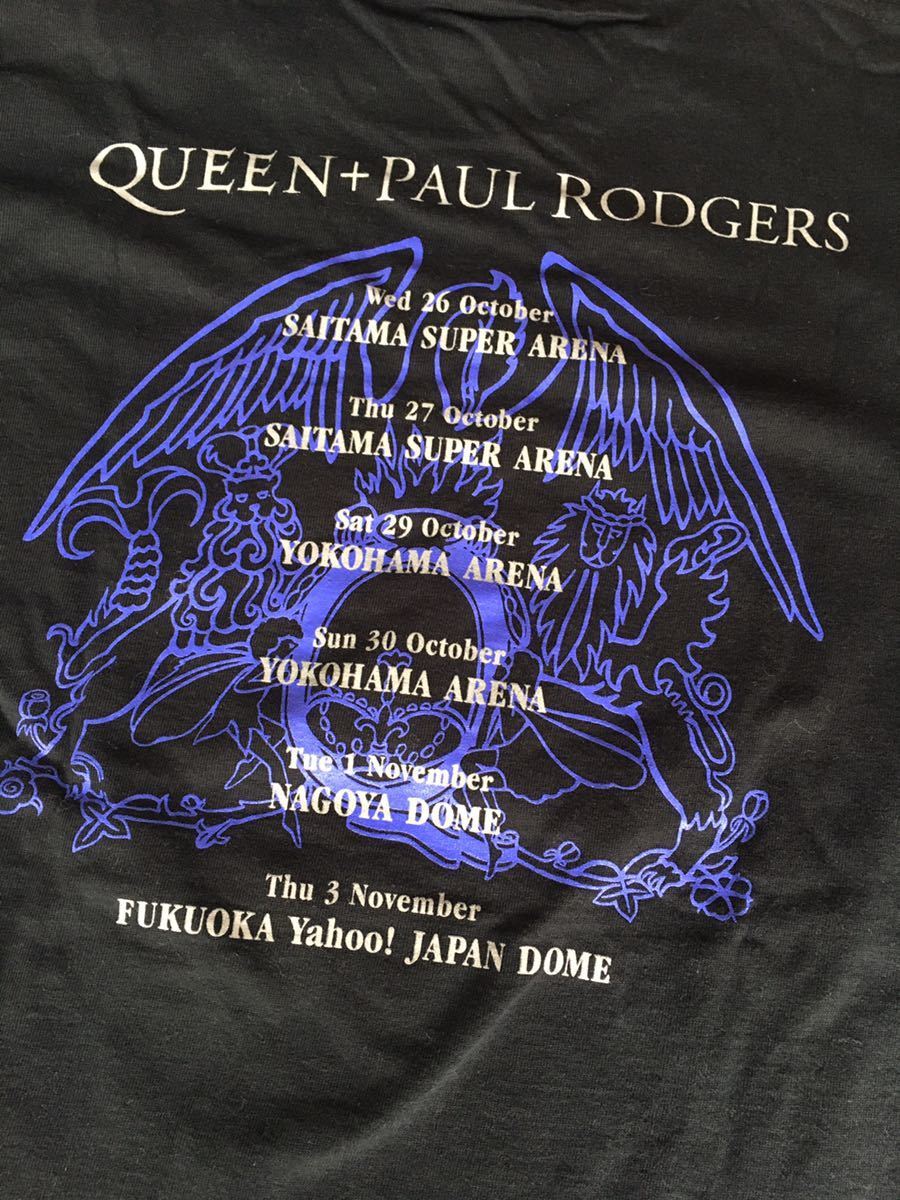 QUEEN+PAUL RODGERS
Wed 26 October
SAITAMA SUPER ARENA
Thu 27 October
SAITAMA SUPER ARENA
Sat 29 October
YOKOHAMA ARENA
Sun 30 October
YOKOHAMA ARENA
Tue 1 November
NAGOYA DOME
Thu 3 November
FUKUOKA Yahoo! JAPAN DOME